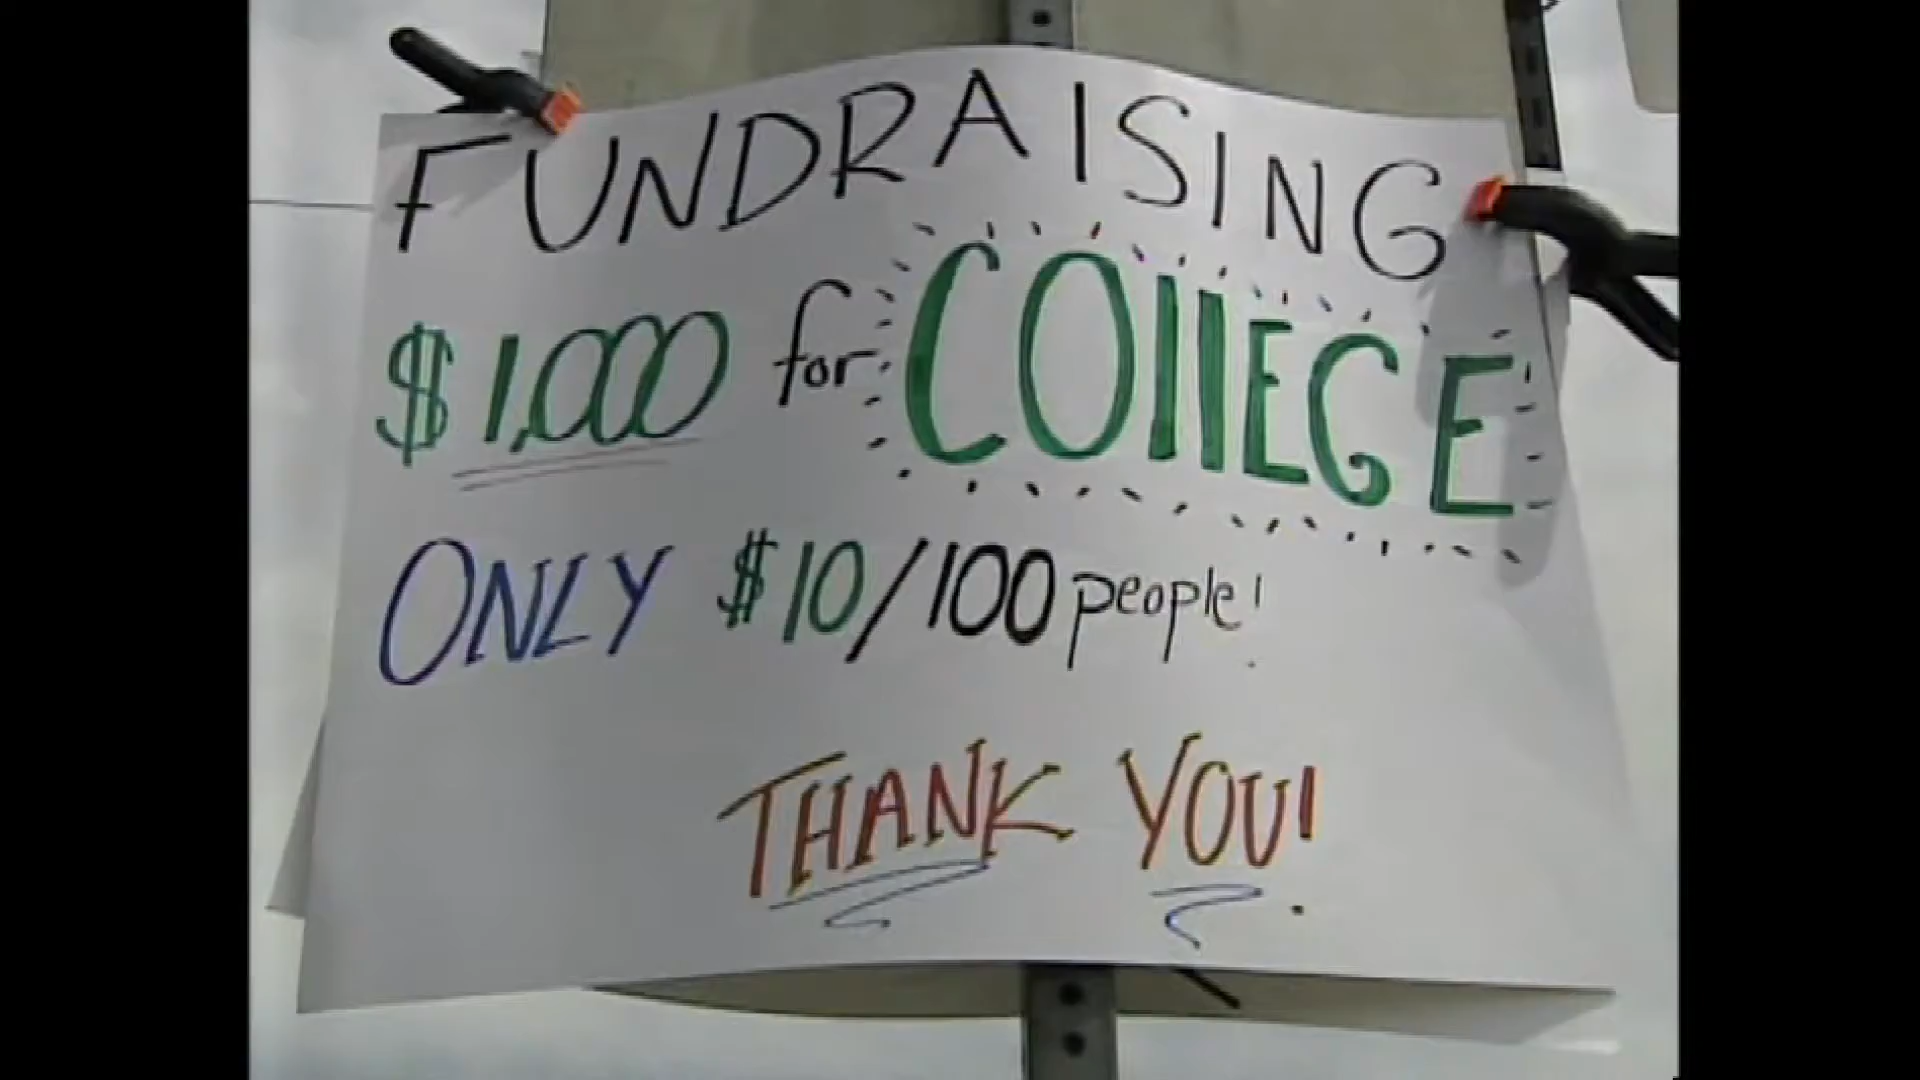 FUNDRAISING
$1,000 for COllEGE
ONLY $10/100 people!
THANK YOU!